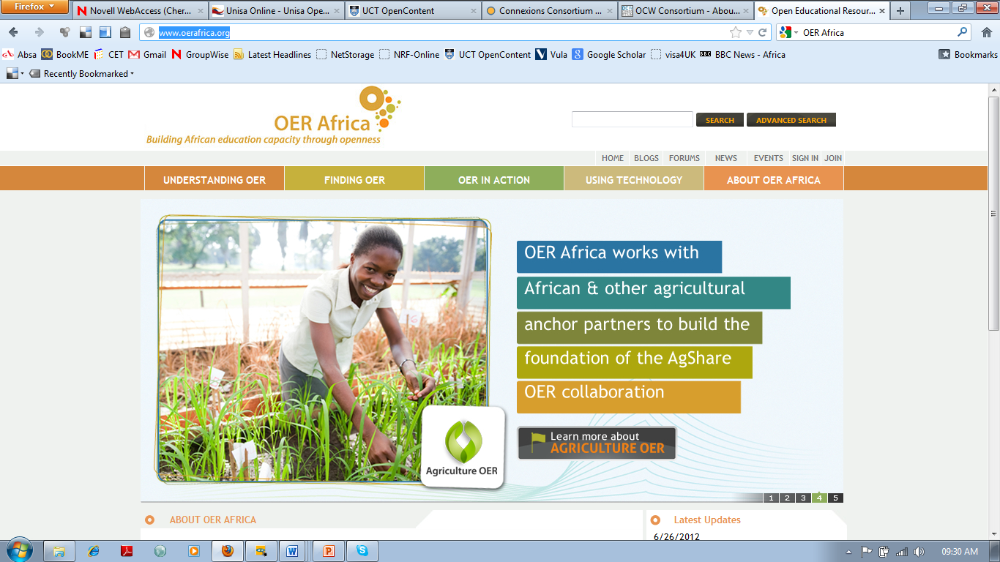 Firefox
Novell WebAccess (Cher...
Unisa Online - Unisa Ope...
UCT OpenContent
Connexions Consortium ...
OCW Consortium - Abou...
Open Educational Resour...
www.oerafrica.org
OER Africa
Absa
BookME
CET
Gmail
GroupWise
Latest Headlines
NetStorage
NRF-Online
UCT OpenContent
Vula
Google Scholar
visa4UK
BBC News - Africa
Bookmarks
Recently Bookmarked
OER Africa
Building African education capacity through openness
SEARCH
ADVANCED SEARCH
HOME
BLOGS
FORUMS
NEWS
EVENTS
SIGN IN
JOIN
UNDERSTANDING OER
FINDING OER
OER IN ACTION
USING TECHNOLOGY
ABOUT OER AFRICA
OER Africa works with
African & other agricultural
anchor partners to build the
foundation of the AgShare
OER collaboration
Learn more about
AGRICULTURE OER
Agriculture OER
1 2 3 4 5
ABOUT OER AFRICA
Latest Updates
6/26/2012
09:30 AM